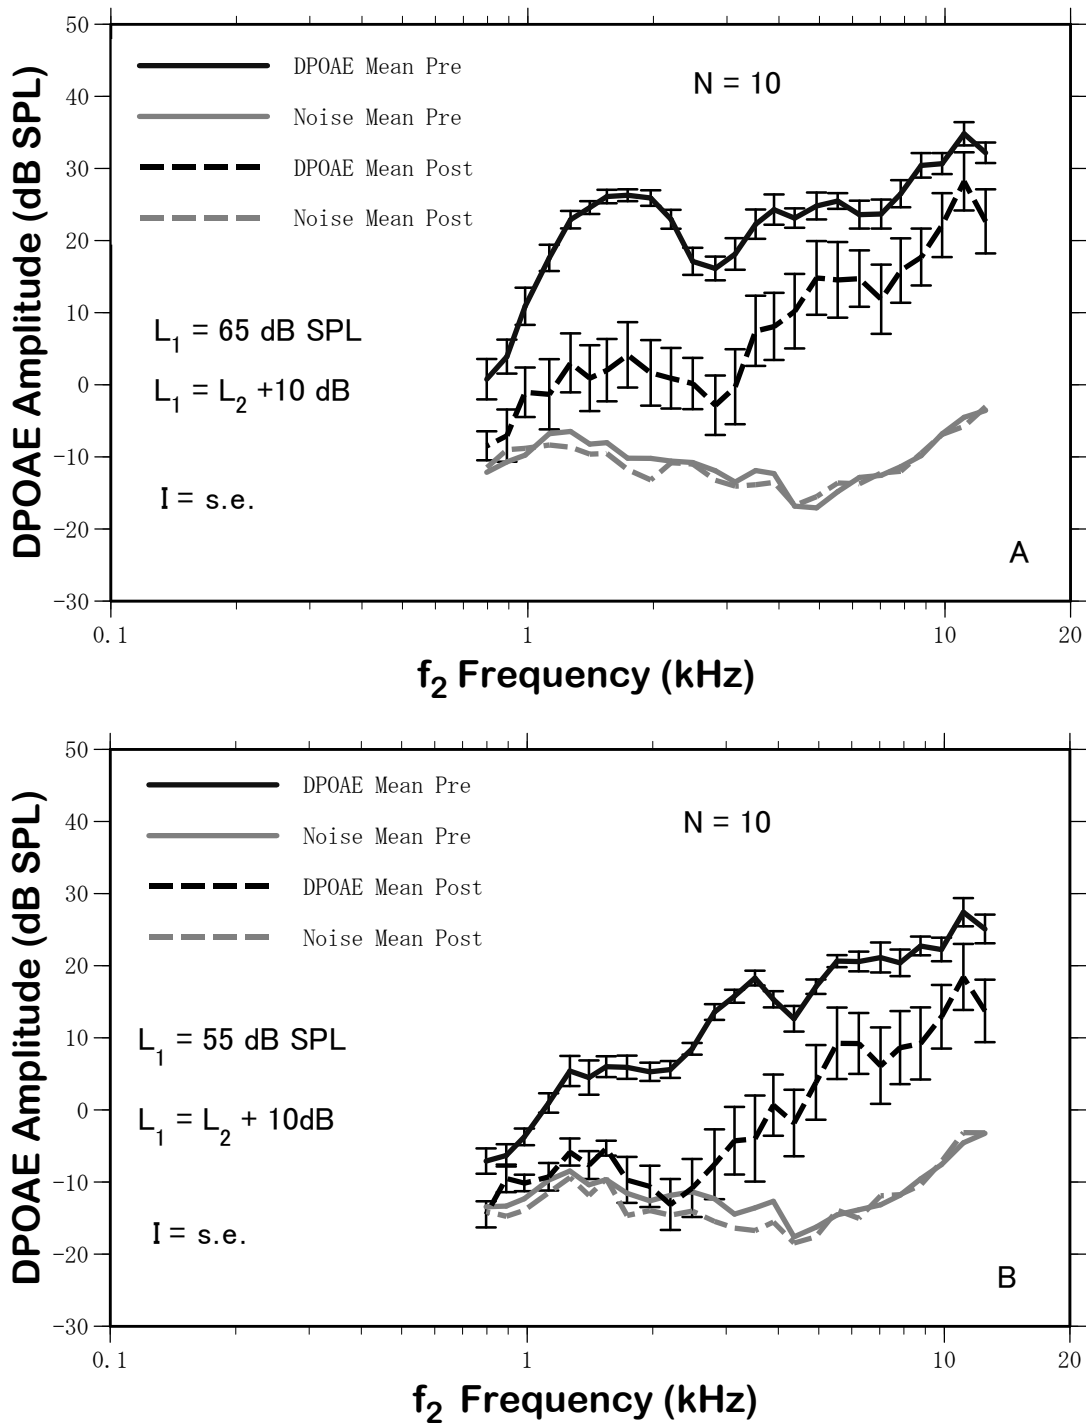 50
40
30
20
10
0
-10
-20
-30
DPOAE Amplitude (dB SPL)
DPOAE Mean Pre
Noise Mean Pre
DPOAE Mean Post
Noise Mean Post
N = 10
L1 = 65 dB SPL
L1 = L2 +10 dB
I = s.e.
A
0.1 1 10 20
f2 Frequency (kHz)
50
40
30
20
10
0
-10
-20
-30
DPOAE Amplitude (dB SPL)
DPOAE Mean Pre
Noise Mean Pre
DPOAE Mean Post
Noise Mean Post
N = 10
L1 = 55 dB SPL
L1 = L2 + 10dB
I = s.e.
B
0.1 1 10 20
f2 Frequency (kHz)